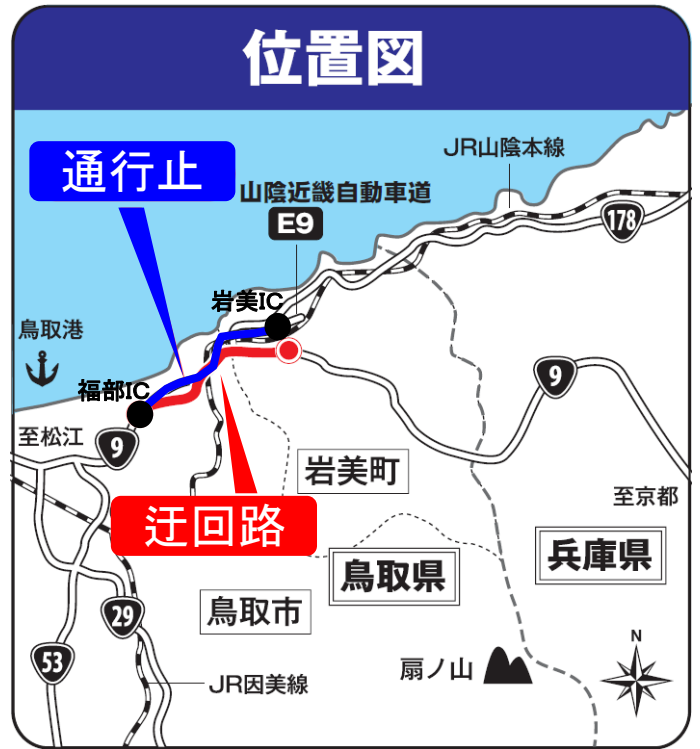 位置図
JR山陰本線
通行止
山陰近畿自動車道
E9
178
岩美IC
鳥取港
福部IC
9
至松江
9
岩美町
至京都
迂回路
兵庫県
鳥取県
鳥取市
29
53
扇ノ山
N
JR因美線